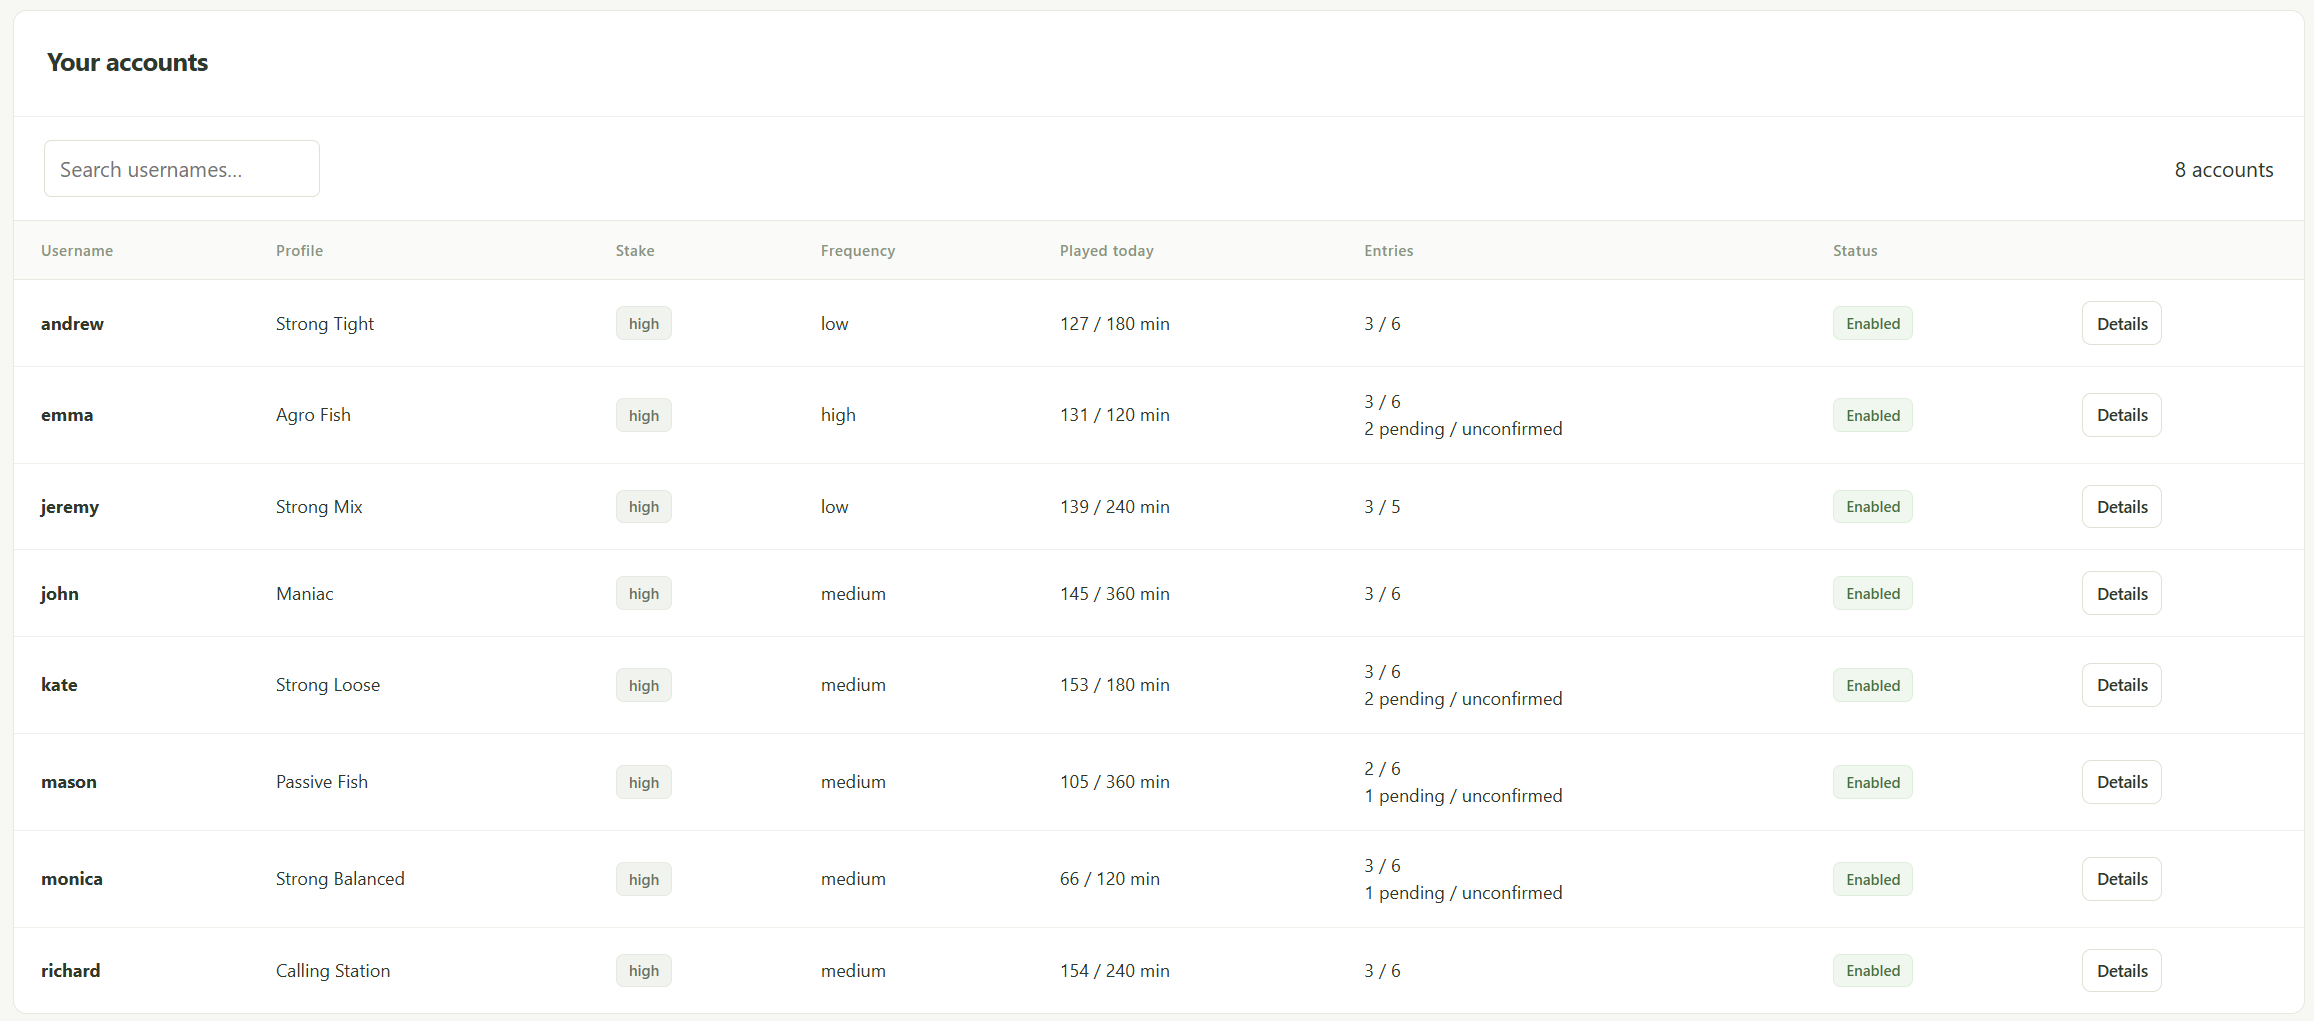 Your accounts
Search usernames...
8 accounts
Username Profile Stake Frequency Played today Entries Status
andrew Strong Tight high low 127 / 180 min 3 / 6 Enabled Details
emma Agro Fish high high 131 / 120 min 3 / 6 Enabled Details
2 pending / unconfirmed
jeremy Strong Mix high low 139 / 240 min 3 / 5 Enabled Details
john Maniac high medium 145 / 360 min 3 / 6 Enabled Details
kate Strong Loose high medium 153 / 180 min 3 / 6 Enabled Details
2 pending / unconfirmed
mason Passive Fish high medium 105 / 360 min 2 / 6 Enabled Details
1 pending / unconfirmed
monica Strong Balanced high medium 66 / 120 min 3 / 6 Enabled Details
1 pending / unconfirmed
richard Calling Station high medium 154 / 240 min 3 / 6 Enabled Details